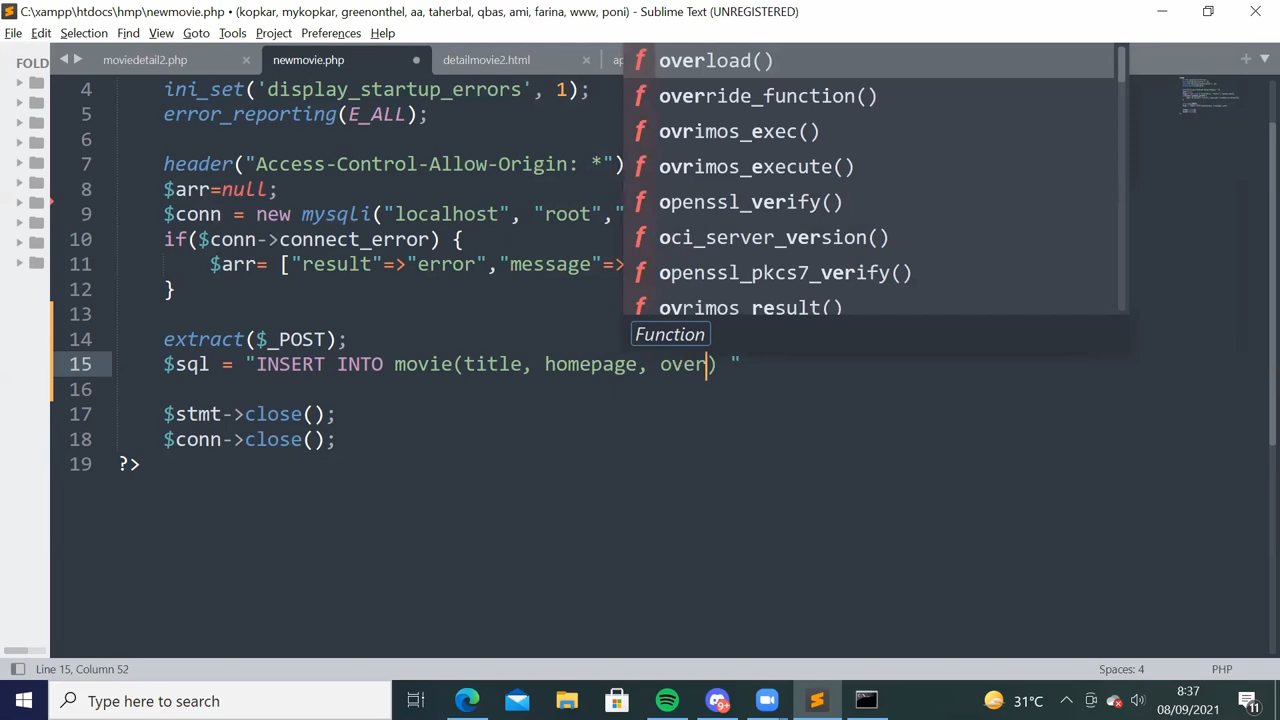 C:\xampp\htdocs\hmp\newmovie.php • (kopkar, mykopkar, greenonthel, aa, taherbal, qbas, ami, farina, www, poni) - Sublime Text (UNREGISTERED)
File Edit Selection Find View Goto Tools Project Preferences Help
FOLD
moviedetail2.php newmovie.php detailmovie2.html ap
overload()
override_function()
ovrimos_exec()
ovrimos_execute()
openssl_verify()
oci_server_version()
openssl_pkcs7_verify()
ovrimos_result()
Function
4 ini_set('display_startup_errors', 1);
5 error_reporting(E_ALL);
6
7 header("Access-Control-Allow-Origin: *")
8 $arr=null;
9 $conn = new mysqli("localhost", "root","
10 if($conn->connect_error) {
11 $arr= ["result"=>"error","message"=>
12 }
13
14 extract($_POST);
15 $sql = "INSERT INTO movie(title, homepage, over) "
16
17 $stmt->close();
18 $conn->close();
19 ?>
Line 15, Column 52 Spaces: 4 PHP
Type here to search
9+
31°C
8:37
08/09/2021
11